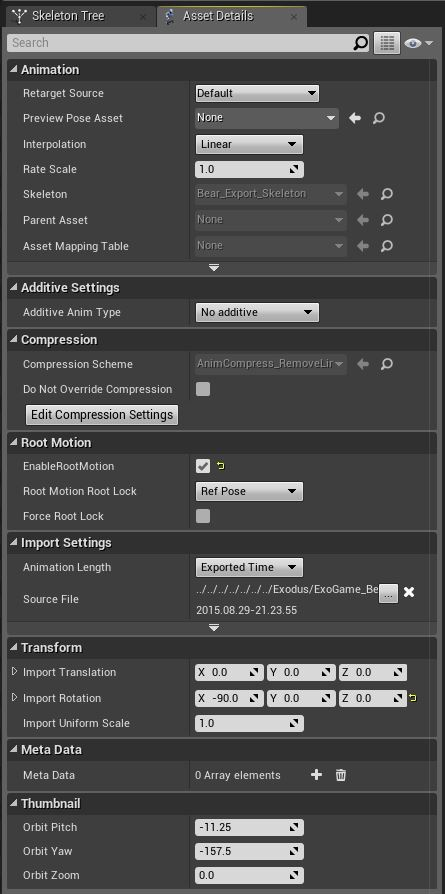 Skeleton Tree Asset Details
Search
Animation
Retarget Source Default
Preview Pose Asset None
Interpolation Linear
Rate Scale 1.0
Skeleton Bear_Export_Skeleton
Parent Asset None
Asset Mapping Table None
Additive Settings
Additive Anim Type No additive
Compression
Compression Scheme AnimCompress_RemoveLir
Do Not Override Compression
Edit Compression Settings
Root Motion
EnableRootMotion
Root Motion Root Lock Ref Pose
Force Root Lock
Import Settings
Animation Length Exported Time
Source File ../../../../../../../Exodus/ExoGame_Be ...
2015.08.29-21.23.55
Transform
Import Translation X 0.0 Y 0.0 Z 0.0
Import Rotation X -90.0 Y 0.0 Z 0.0
Import Uniform Scale 1.0
Meta Data
Meta Data 0 Array elements
Thumbnail
Orbit Pitch -11.25
Orbit Yaw -157.5
Orbit Zoom 0.0